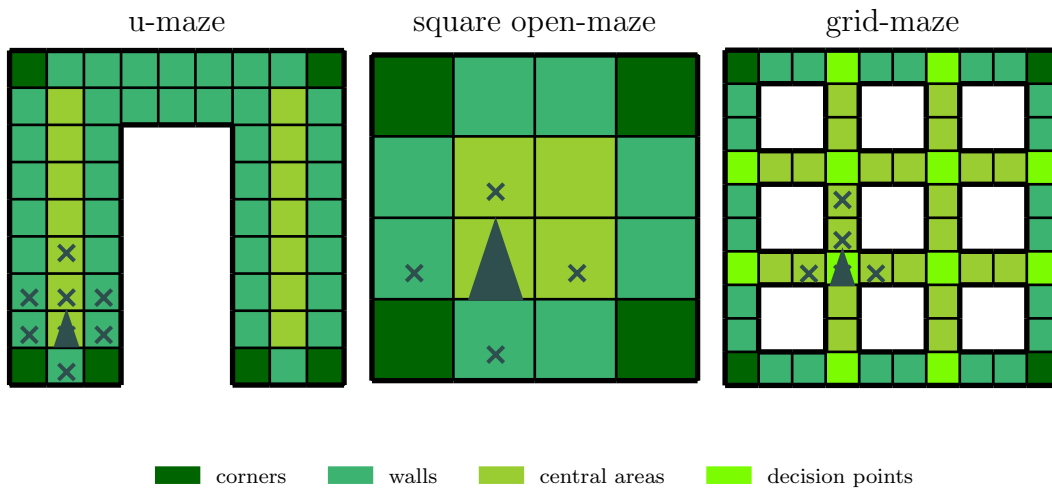 u-maze
square open-maze
grid-maze
corners
walls
central areas
decision points